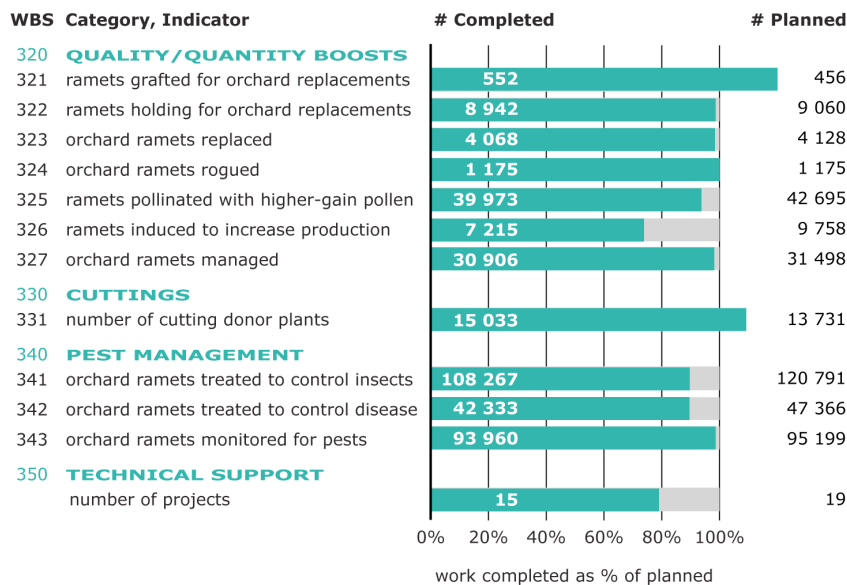 WBS Category, Indicator # Completed # Planned
320 QUALITY/QUANTITY BOOSTS
321 ramets grafted for orchard replacements 552 456
322 ramets holding for orchard replacements 8 942 9 060
323 orchard ramets replaced 4 068 4 128
324 orchard ramets rogued 1 175 1 175
325 ramets pollinated with higher-gain pollen 39 973 42 695
326 ramets induced to increase production 7 215 9 758
327 orchard ramets managed 30 906 31 498
330 CUTTINGS
331 number of cutting donor plants 15 033 13 731
340 PEST MANAGEMENT
341 orchard ramets treated to control insects 108 267 120 791
342 orchard ramets treated to control disease 42 333 47 366
343 orchard ramets monitored for pests 93 960 95 199
350 TECHNICAL SUPPORT
number of projects 15 19
0% 20% 40% 60% 80% 100%
work completed as % of planned